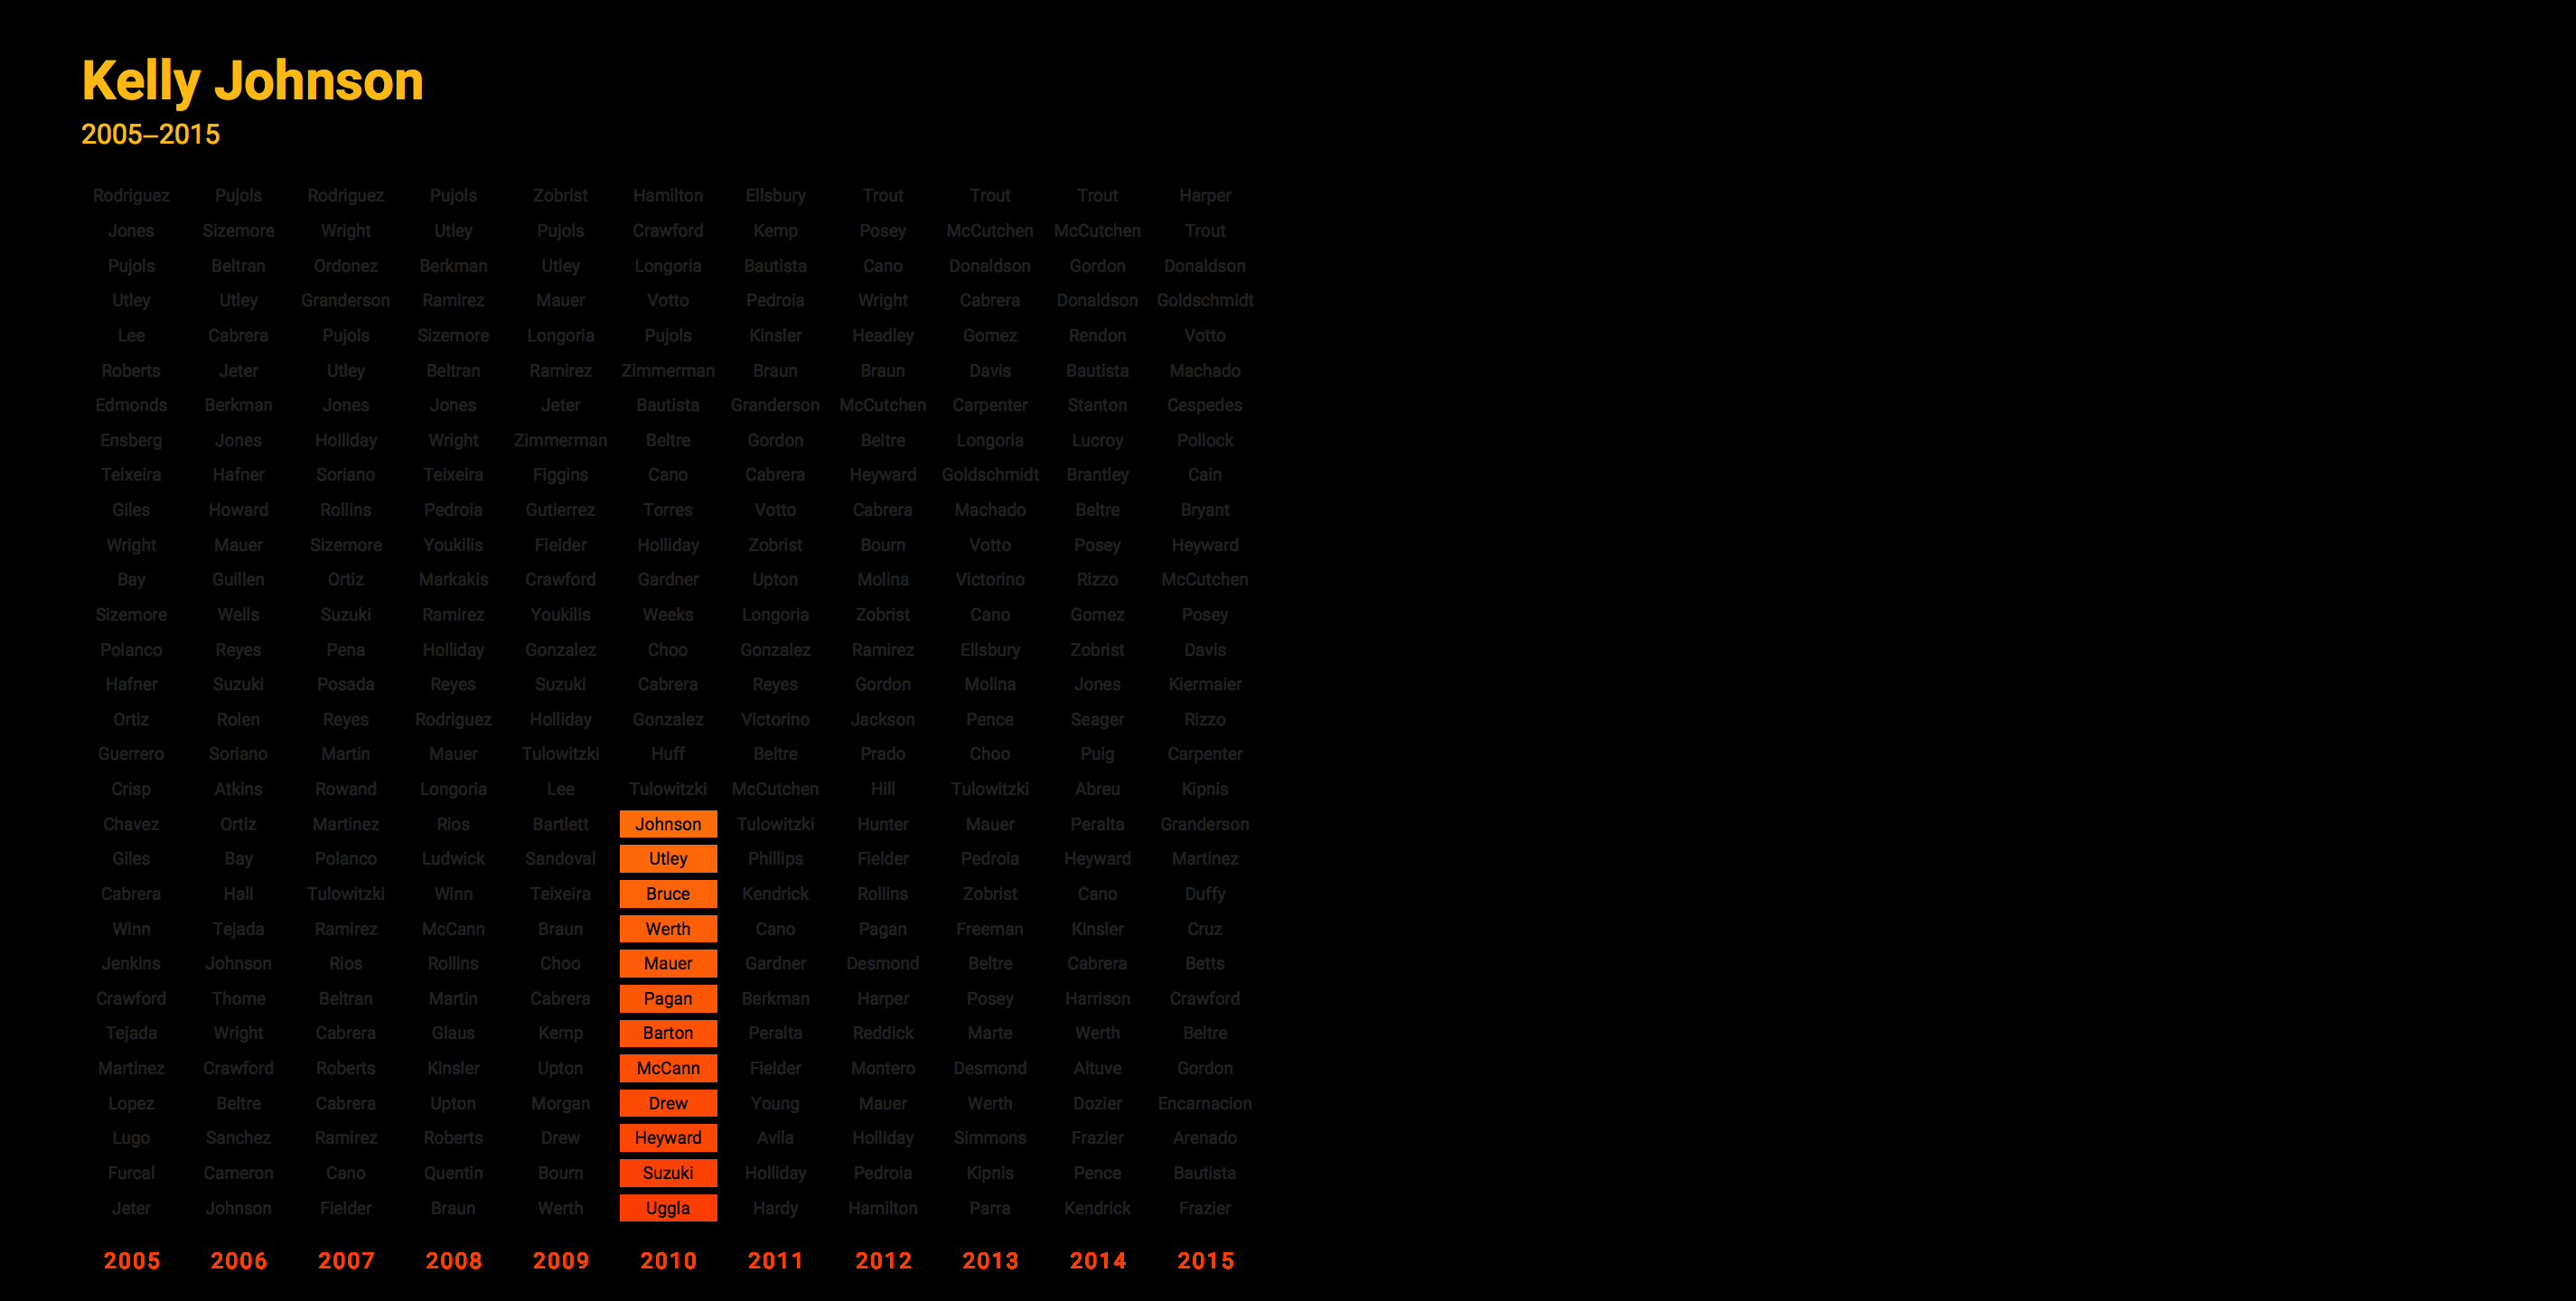 Kelly Johnson
2005–2015
Rodriguez Pujols Rodriguez Pujols Zobrist Hamilton Ellsbury Trout Trout Trout Harper
Jones Sizemore Wright Utley Pujols Crawford Kemp Posey McCutchen McCutchen Trout
Pujols Beltran Ordonez Berkman Utley Longoria Bautista Cano Donaldson Gordon Donaldson
Utley Utley Granderson Ramirez Mauer Votto Pedroia Wright Cabrera Donaldson Goldschmidt
Lee Cabrera Pujols Sizemore Longoria Pujols Kinsler Headley Gomez Rendon Votto
Roberts Jeter Utley Beltran Ramirez Zimmerman Braun Braun Davis Bautista Machado
Edmonds Berkman Jones Jones Jeter Bautista Granderson McCutchen Carpenter Stanton Cespedes
Ensberg Jones Holliday Wright Zimmerman Beltre Gordon Beltre Longoria Lucroy Pollock
Teixeira Hafner Soriano Teixeira Figgins Cano Cabrera Heyward Goldschmidt Brantley Cain
Giles Howard Rollins Pedroia Gutierrez Torres Votto Cabrera Machado Beltre Bryant
Wright Mauer Sizemore Youkilis Fielder Holliday Zobrist Bourn Votto Posey Heyward
Bay Guillen Ortiz Markakis Crawford Gardner Upton Molina Victorino Rizzo McCutchen
Sizemore Wells Suzuki Ramirez Youkilis Weeks Longoria Zobrist Cano Gomez Posey
Polanco Reyes Pena Holliday Gonzalez Choo Gonzalez Ramirez Ellsbury Zobrist Davis
Hafner Suzuki Posada Reyes Suzuki Cabrera Reyes Gordon Molina Jones Kiermaier
Ortiz Rolen Reyes Rodriguez Holliday Gonzalez Victorino Jackson Pence Seager Rizzo
Guerrero Soriano Martin Mauer Tulowitzki Huff Beltre Prado Choo Puig Carpenter
Crisp Atkins Rowand Longoria Lee Tulowitzki McCutchen Hill Tulowitzki Abreu Kipnis
Chavez Ortiz Martinez Rios Bartlett Johnson Tulowitzki Hunter Mauer Peralta Granderson
Giles Bay Polanco Ludwick Sandoval Utley Phillips Fielder Pedroia Heyward Martinez
Cabrera Hall Tulowitzki Winn Teixeira Bruce Kendrick Rollins Zobrist Cano Duffy
Winn Tejada Ramirez McCann Braun Werth Cano Pagan Freeman Kinsler Cruz
Jenkins Johnson Rios Rollins Choo Mauer Gardner Desmond Beltre Cabrera Betts
Crawford Thome Beltran Martin Cabrera Pagan Berkman Harper Posey Harrison Crawford
Tejada Wright Cabrera Glaus Kemp Barton Peralta Reddick Marte Werth Beltre
Martinez Crawford Roberts Kinsler Upton McCann Fielder Montero Desmond Altuve Gordon
Lopez Beltre Cabrera Upton Morgan Drew Young Mauer Werth Dozier Encarnacion
Lugo Sanchez Ramirez Roberts Drew Heyward Avila Holliday Simmons Frazier Arenado
Furcal Cameron Cano Quentin Bourn Suzuki Holliday Pedroia Kipnis Pence Bautista
Jeter Johnson Fielder Braun Werth Uggla Hardy Hamilton Parra Kendrick Frazier
2005 2006 2007 2008 2009 2010 2011 2012 2013 2014 2015